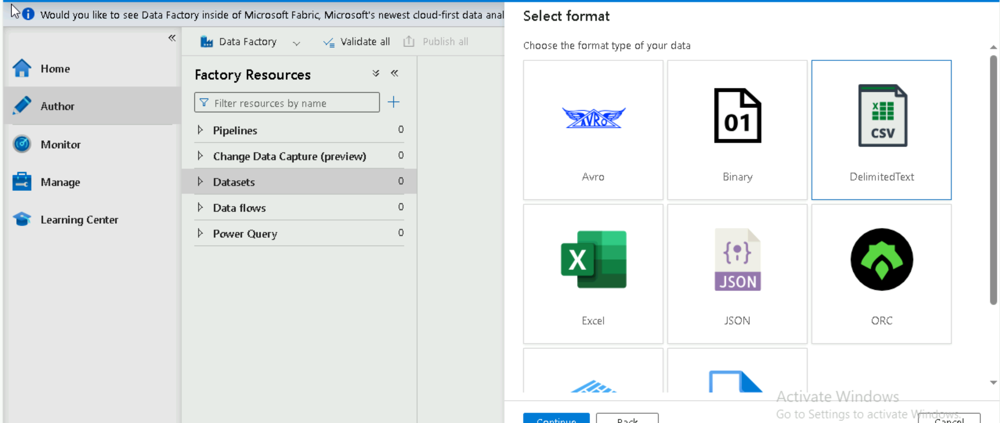 Would you like to see Data Factory inside of Microsoft Fabric, Microsoft's newest cloud-first data anal
Home
Author
Monitor
Manage
Learning Center
Data Factory
Validate all
Publish all
Factory Resources
Filter resources by name
Pipelines 0
Change Data Capture (preview) 0
Datasets 0
Data flows 0
Power Query 0
Select format
Choose the format type of your data
AVRO
01
X
CSV
Avro
Binary
DelimitedText
X
JSON
Excel
JSON
ORC
Activate Windows
Go to Settings to activate Windows.
Continue
Back
Cancel